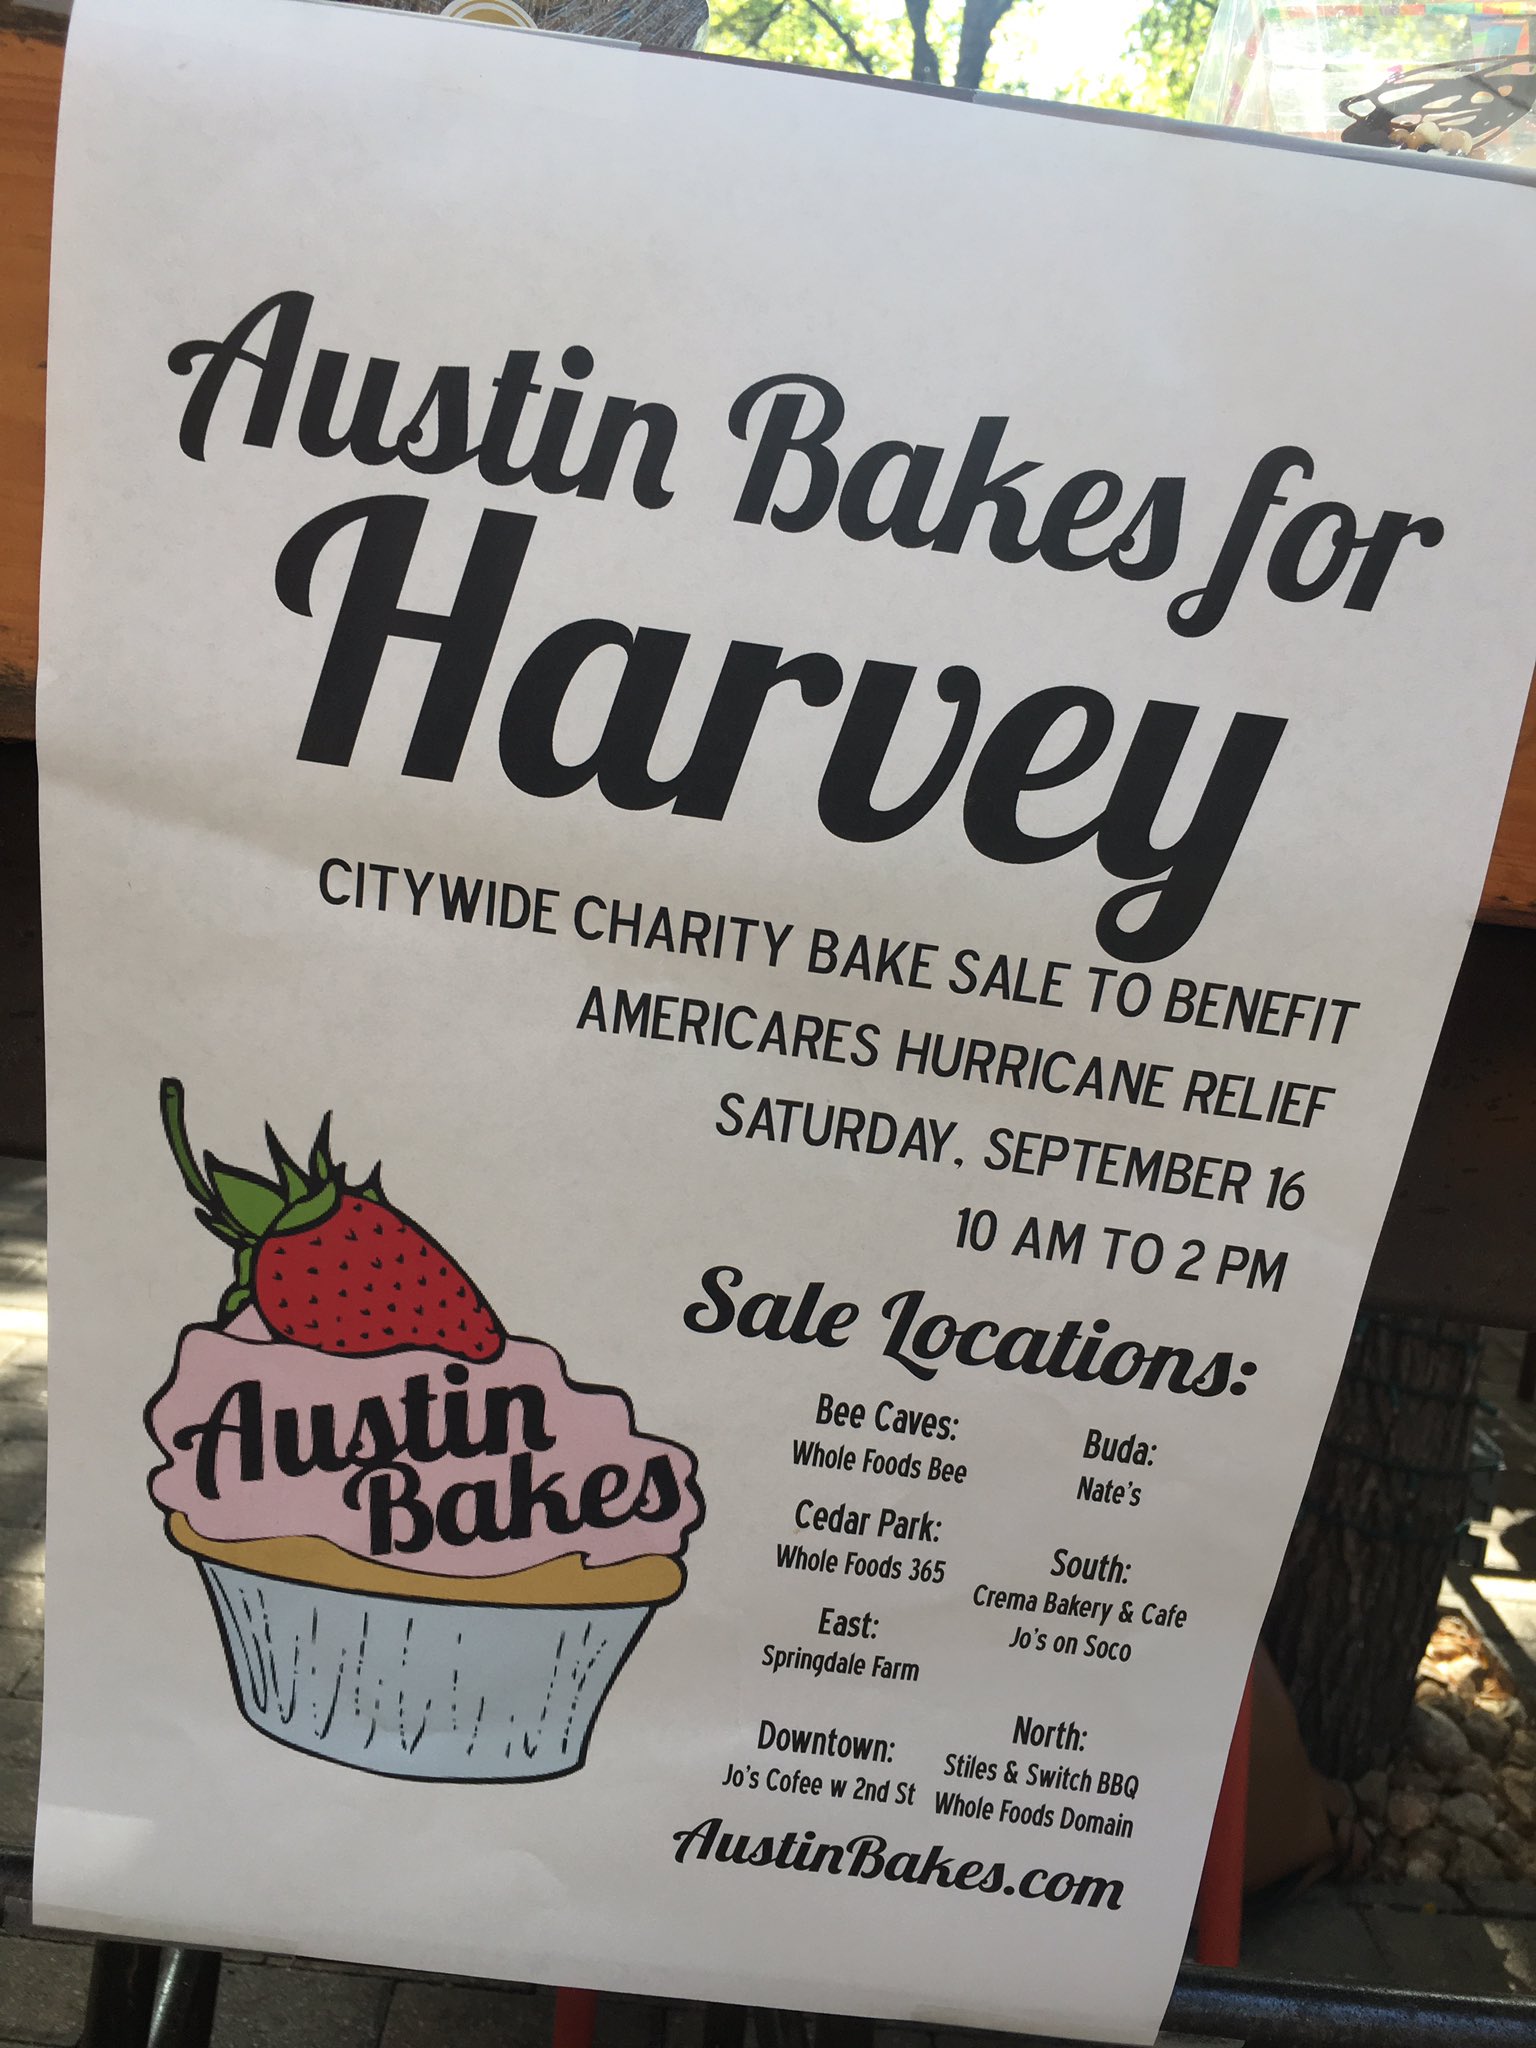 Austin Bakes for
Harvey
CITYWIDE CHARITY BAKE SALE TO BENEFIT
AMERICARES HURRICANE RELIEF
SATURDAY, SEPTEMBER 16
10 AM TO 2 PM
Austin
Bakes
Sale Locations:
Bee Caves:
Whole Foods Bee
Cedar Park:
Whole Foods 365
East:
Springdale Farm
Downtown:
Jo's Cofee w 2nd St
Buda:
Nate's
South:
Crema Bakery & Cafe
Jo's on Soco
North:
Stiles & Switch BBQ
Whole Foods Domain
AustinBakes.com